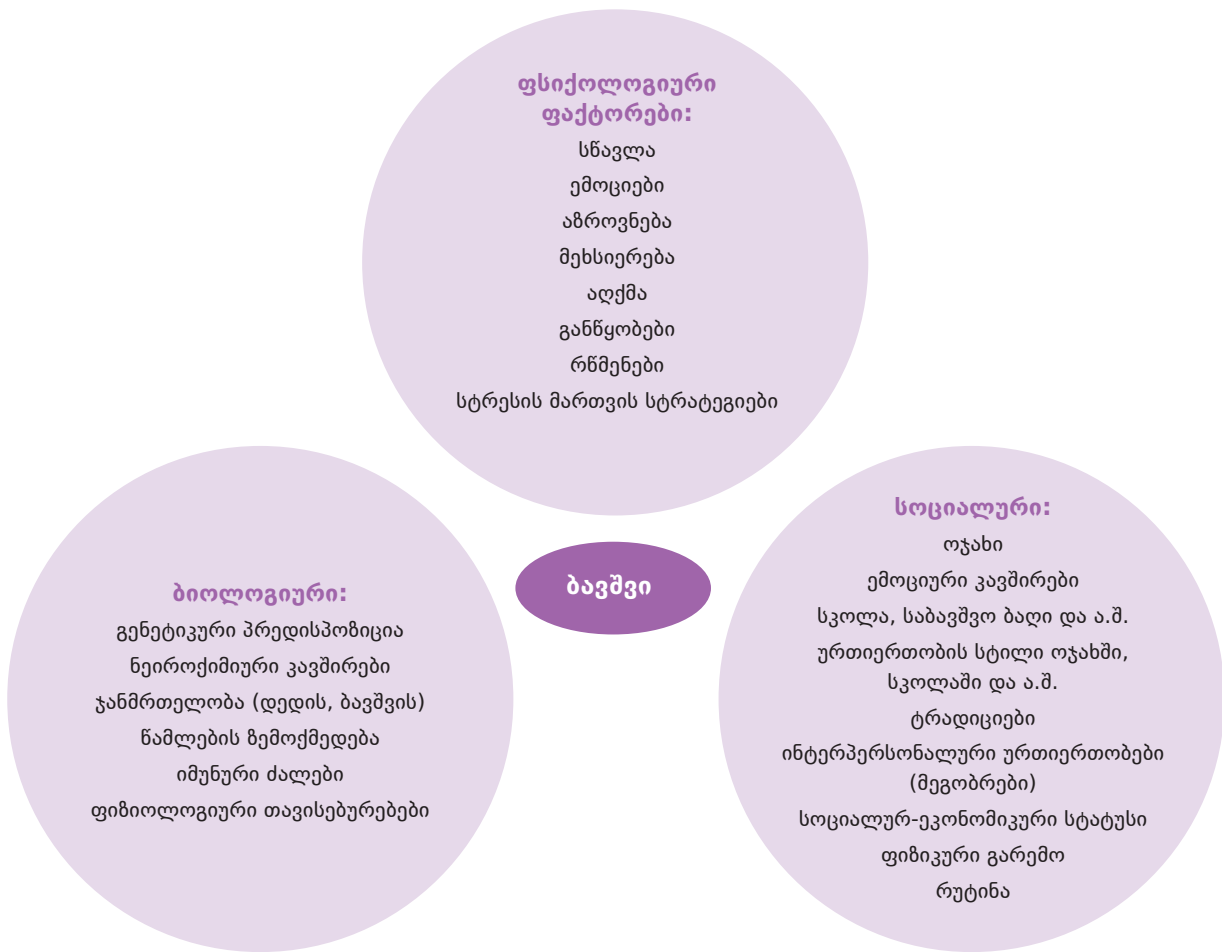 ფსიქოლოგიური
ფაქტორები:
სწავლა
ემოციები
აზროვნება
მეხსიერება
აღქმა
განწყობები
რწმენები
სტრესის მართვის სტრატეგიები
ბავშვი
ბიოლოგიური:
გენეტიკური პრედისპოზიცია
ნეიროქიმიური კავშირები
ჯანმრთელობა (დედის, ბავშვის)
წამლების ზემოქმედება
იმუნური ძალები
ფიზიოლოგიური თავისებურებები
სოციალური:
ოჯახი
ემოციური კავშირები
სკოლა, საბავშვო ბაღი და ა.შ.
ურთიერთობის სტილი ოჯახში,
სკოლაში და ა.შ.
ტრადიციები
ინტერპერსონალური ურთიერთობები
(მეგობრები)
სოციალურ-ეკონომიკური სტატუსი
ფიზიკური გარემო
რუტინა